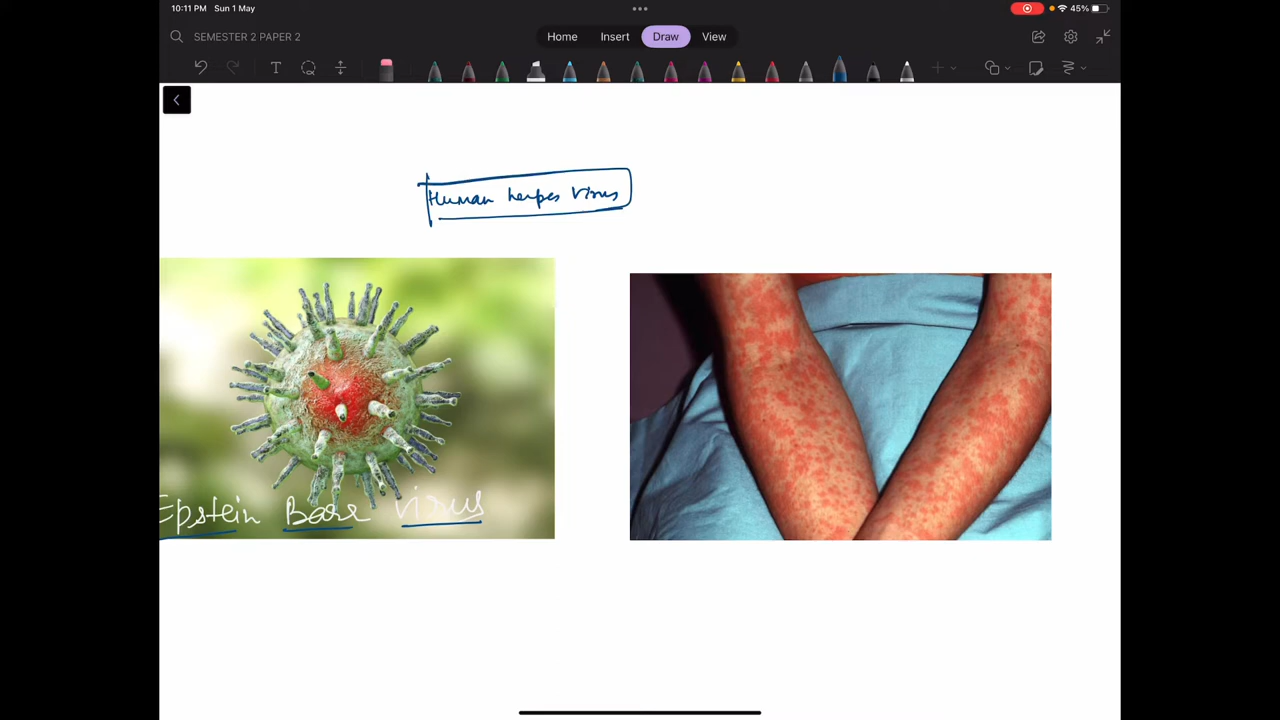 10:11 PM Sun 1 May
45%
SEMESTER 2 PAPER 2
Home Insert Draw View
Human herpes Virus
Epstein Barr Virus